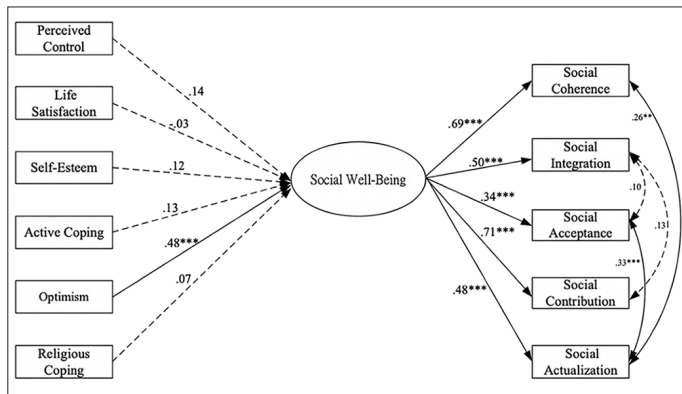 Perceived
Control
Life
Satisfaction
Self-Esteem
Active Coping
Optimism
Religious
Coping
.14
-.03
.12
.13
.48***
.07
Social Well-Being
.69***
.50***
.34***
.71***
.48***
Social
Coherence
Social
Integration
Social
Acceptance
Social
Contribution
Social
Actualization
.26**
.10
.13
.33***